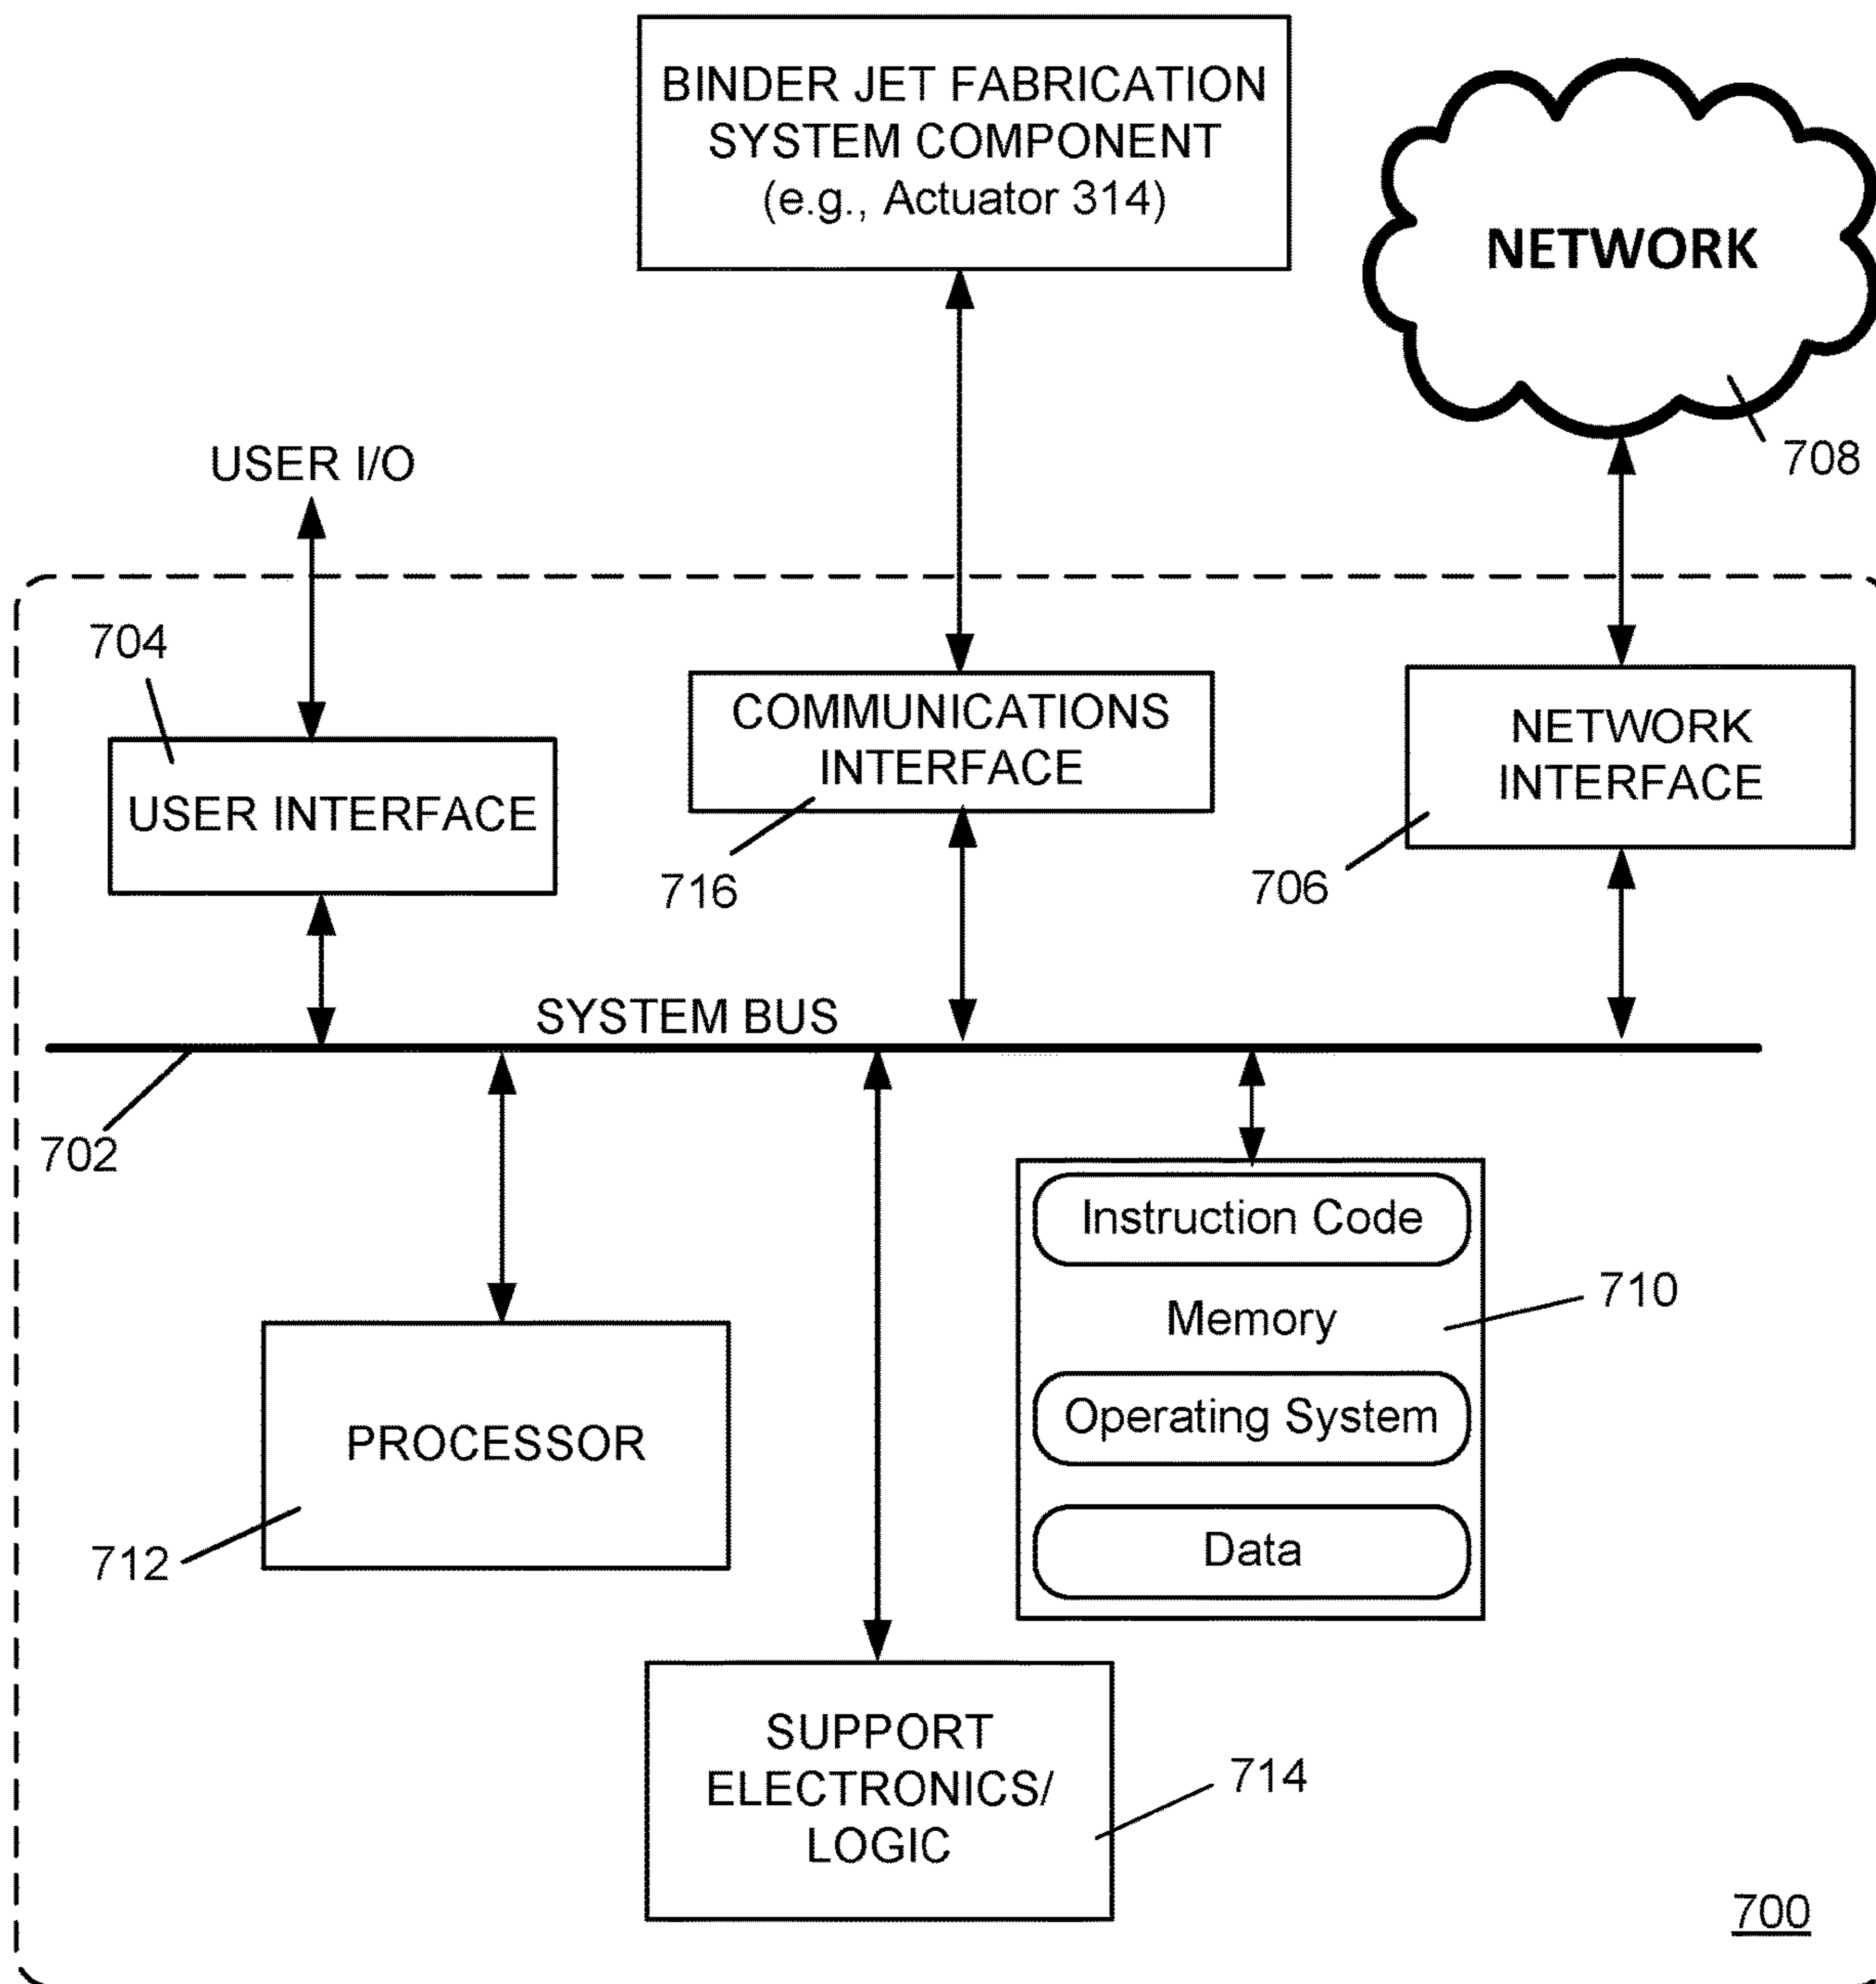 BINDER JET FABRICATION
SYSTEM COMPONENT
(e.g., Actuator 314)
NETWORK
708
USER I/O
704
USER INTERFACE
COMMUNICATIONS
INTERFACE
716
NETWORK
INTERFACE
706
SYSTEM BUS
702
Instruction Code
Memory
710
Operating System
Data
PROCESSOR
712
SUPPORT
ELECTRONICS/
LOGIC
714
700